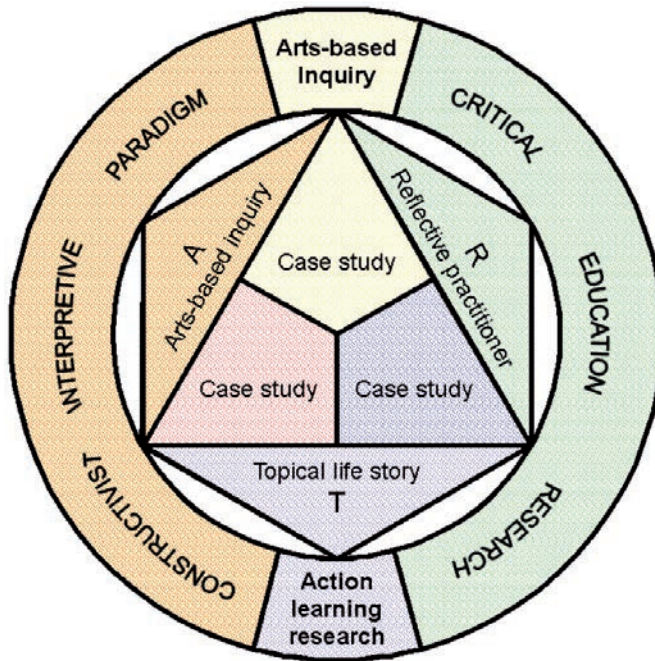 Arts-based
Inquiry
PARADIGM
CRITICAL
A
Arts-based inquiry
R
Reflective practitioner
Case study
INTERPRETIVE
EDUCATION
Case study
Case study
Topical life story
T
CONSTRUCTIVIST
RESEARCH
Action
learning
research